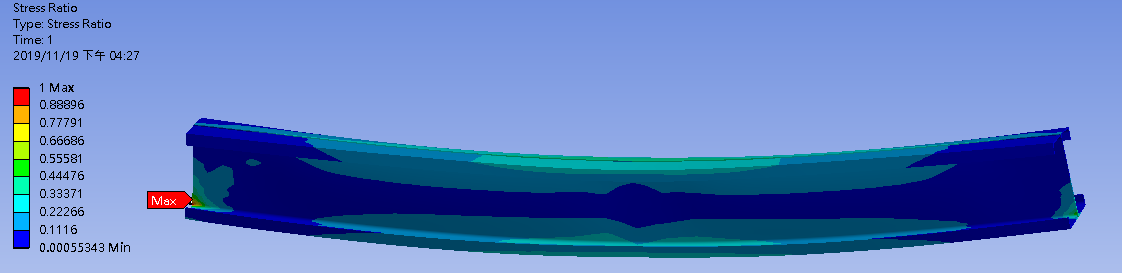 Stress Ratio
Type: Stress Ratio
Time: 1
2019/11/19 下午 04:27
1 Max
0.88896
0.77791
0.66686
0.55581
0.44476
0.33371
0.22266
0.1116
0.00055343 Min
Max